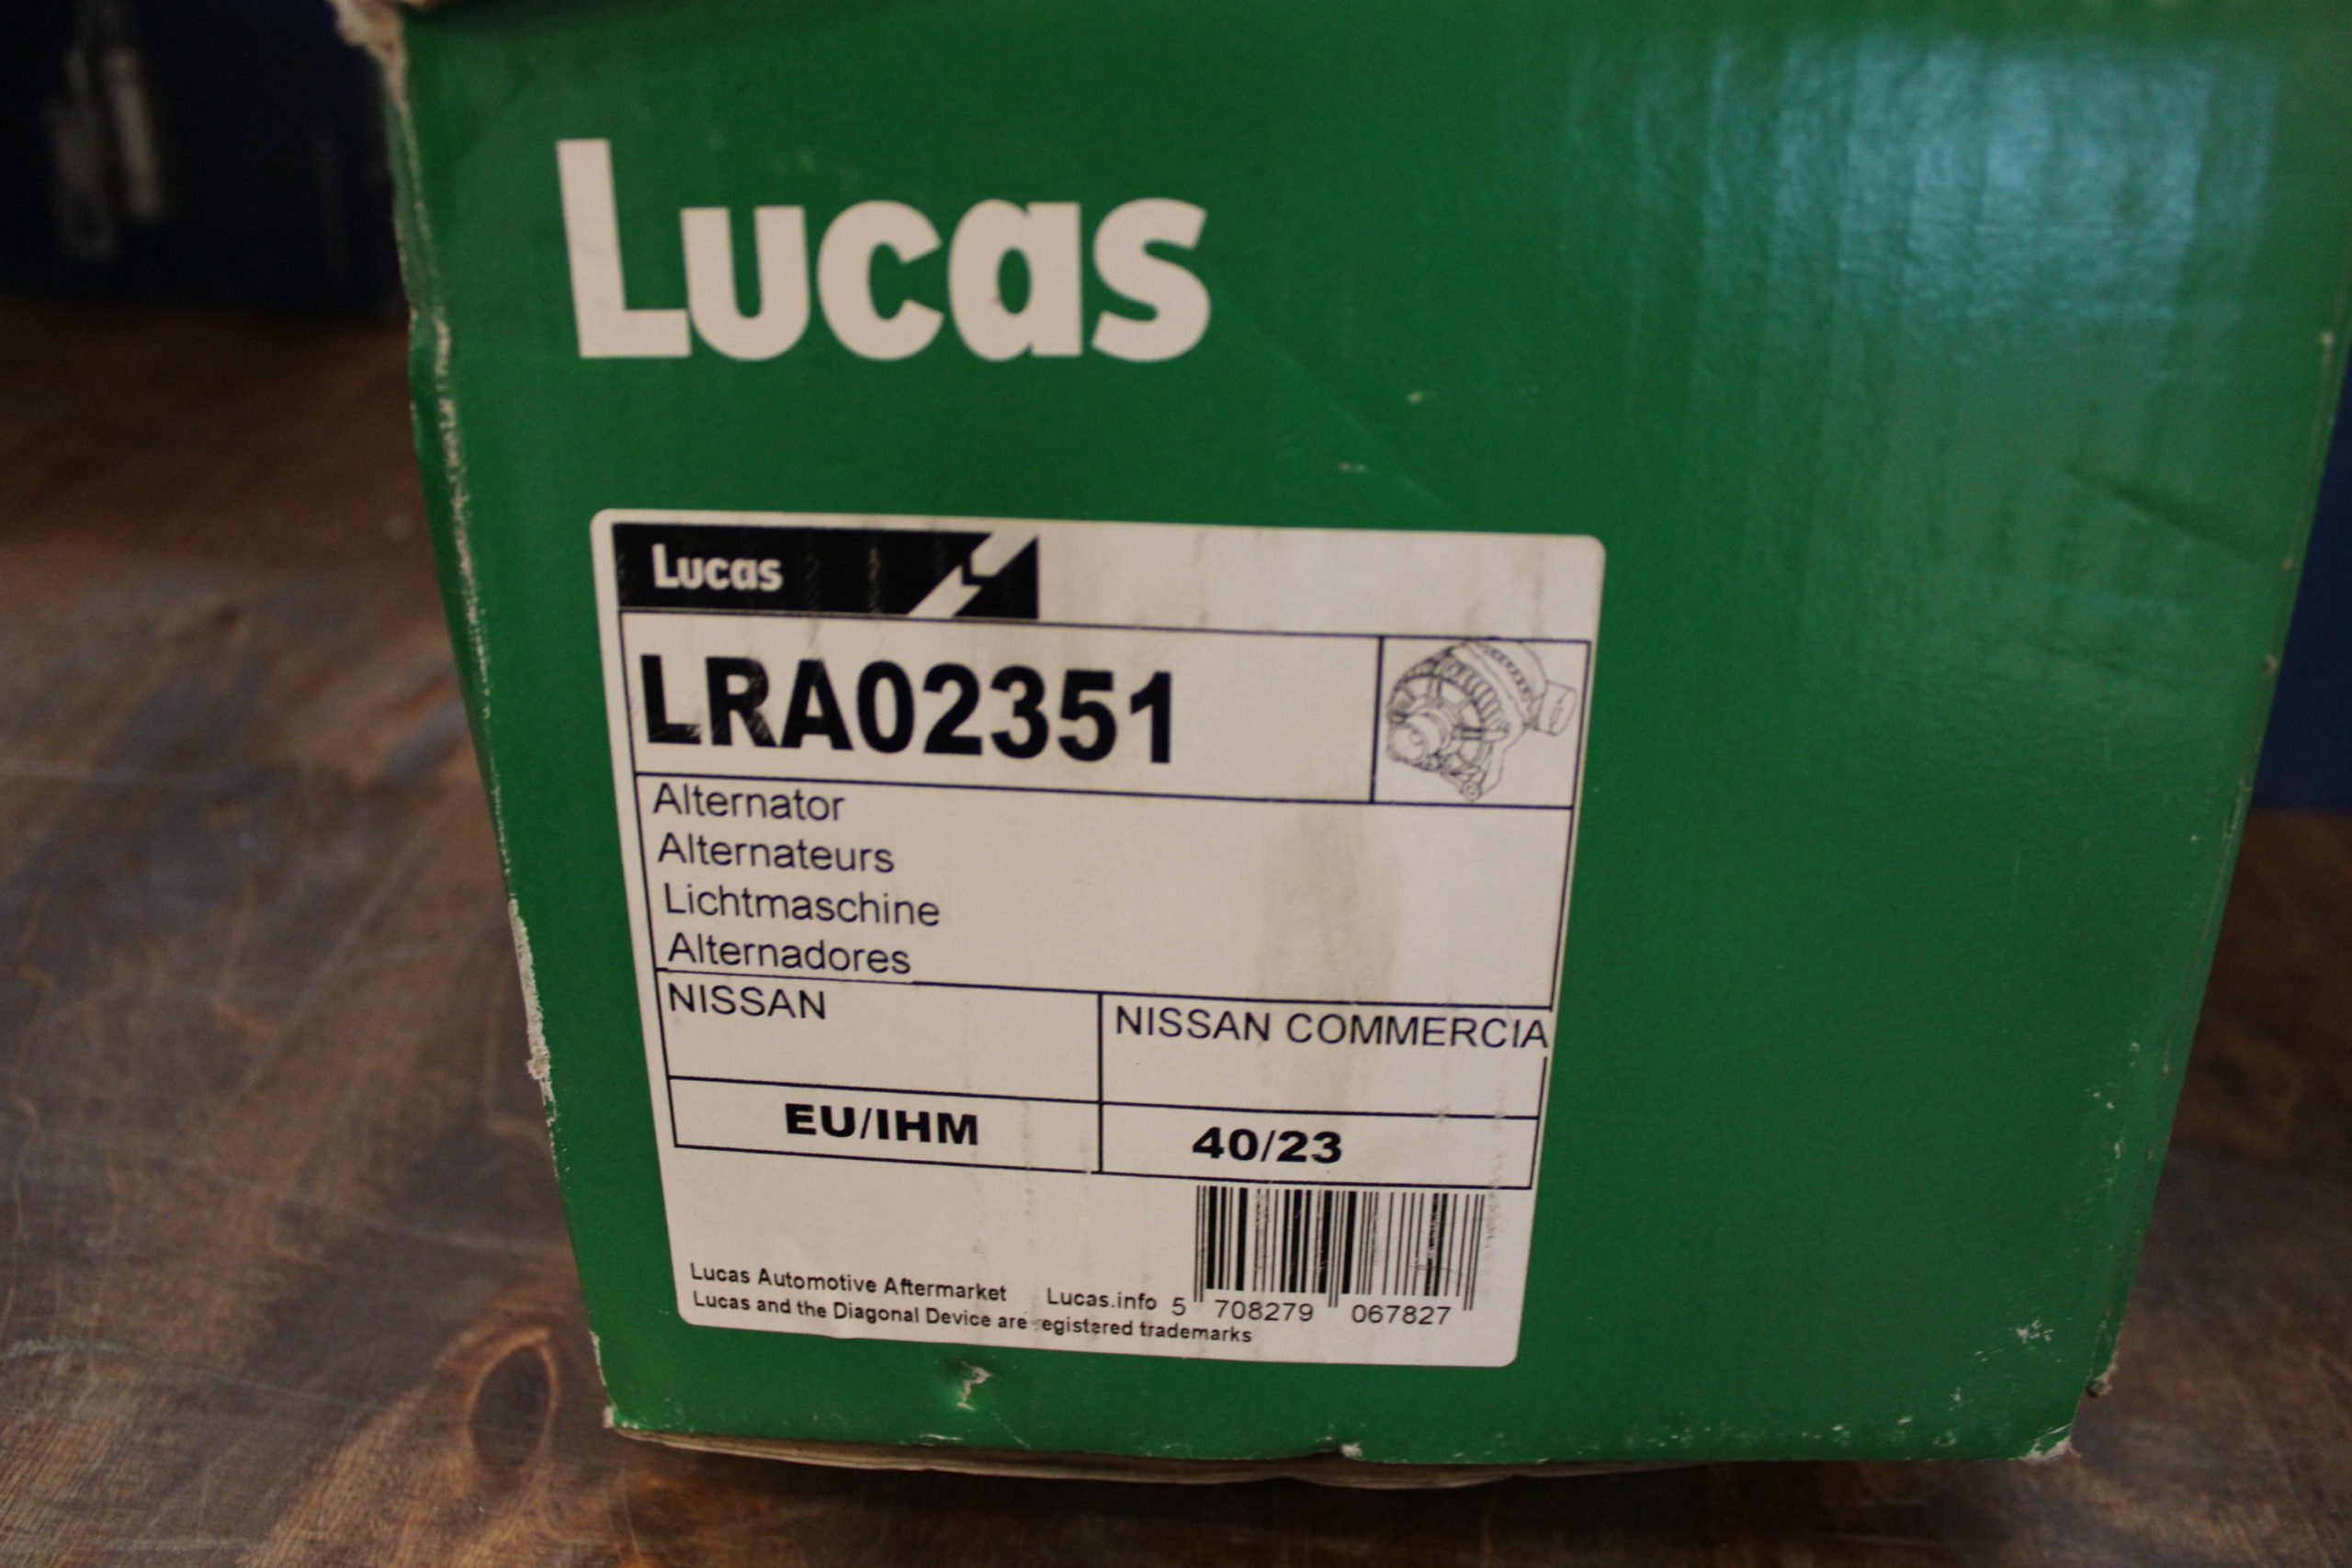 Lucas
Lucas
LRA02351
Alternator
Alternateurs
Lichtmaschine
Alternadores
NISSAN
NISSAN COMMERCIA
EU/IHM
40/23
Lucas Automotive Aftermarket Lucas.info
Lucas and the Diagonal Device are egistered trademarks
5 708279 067827